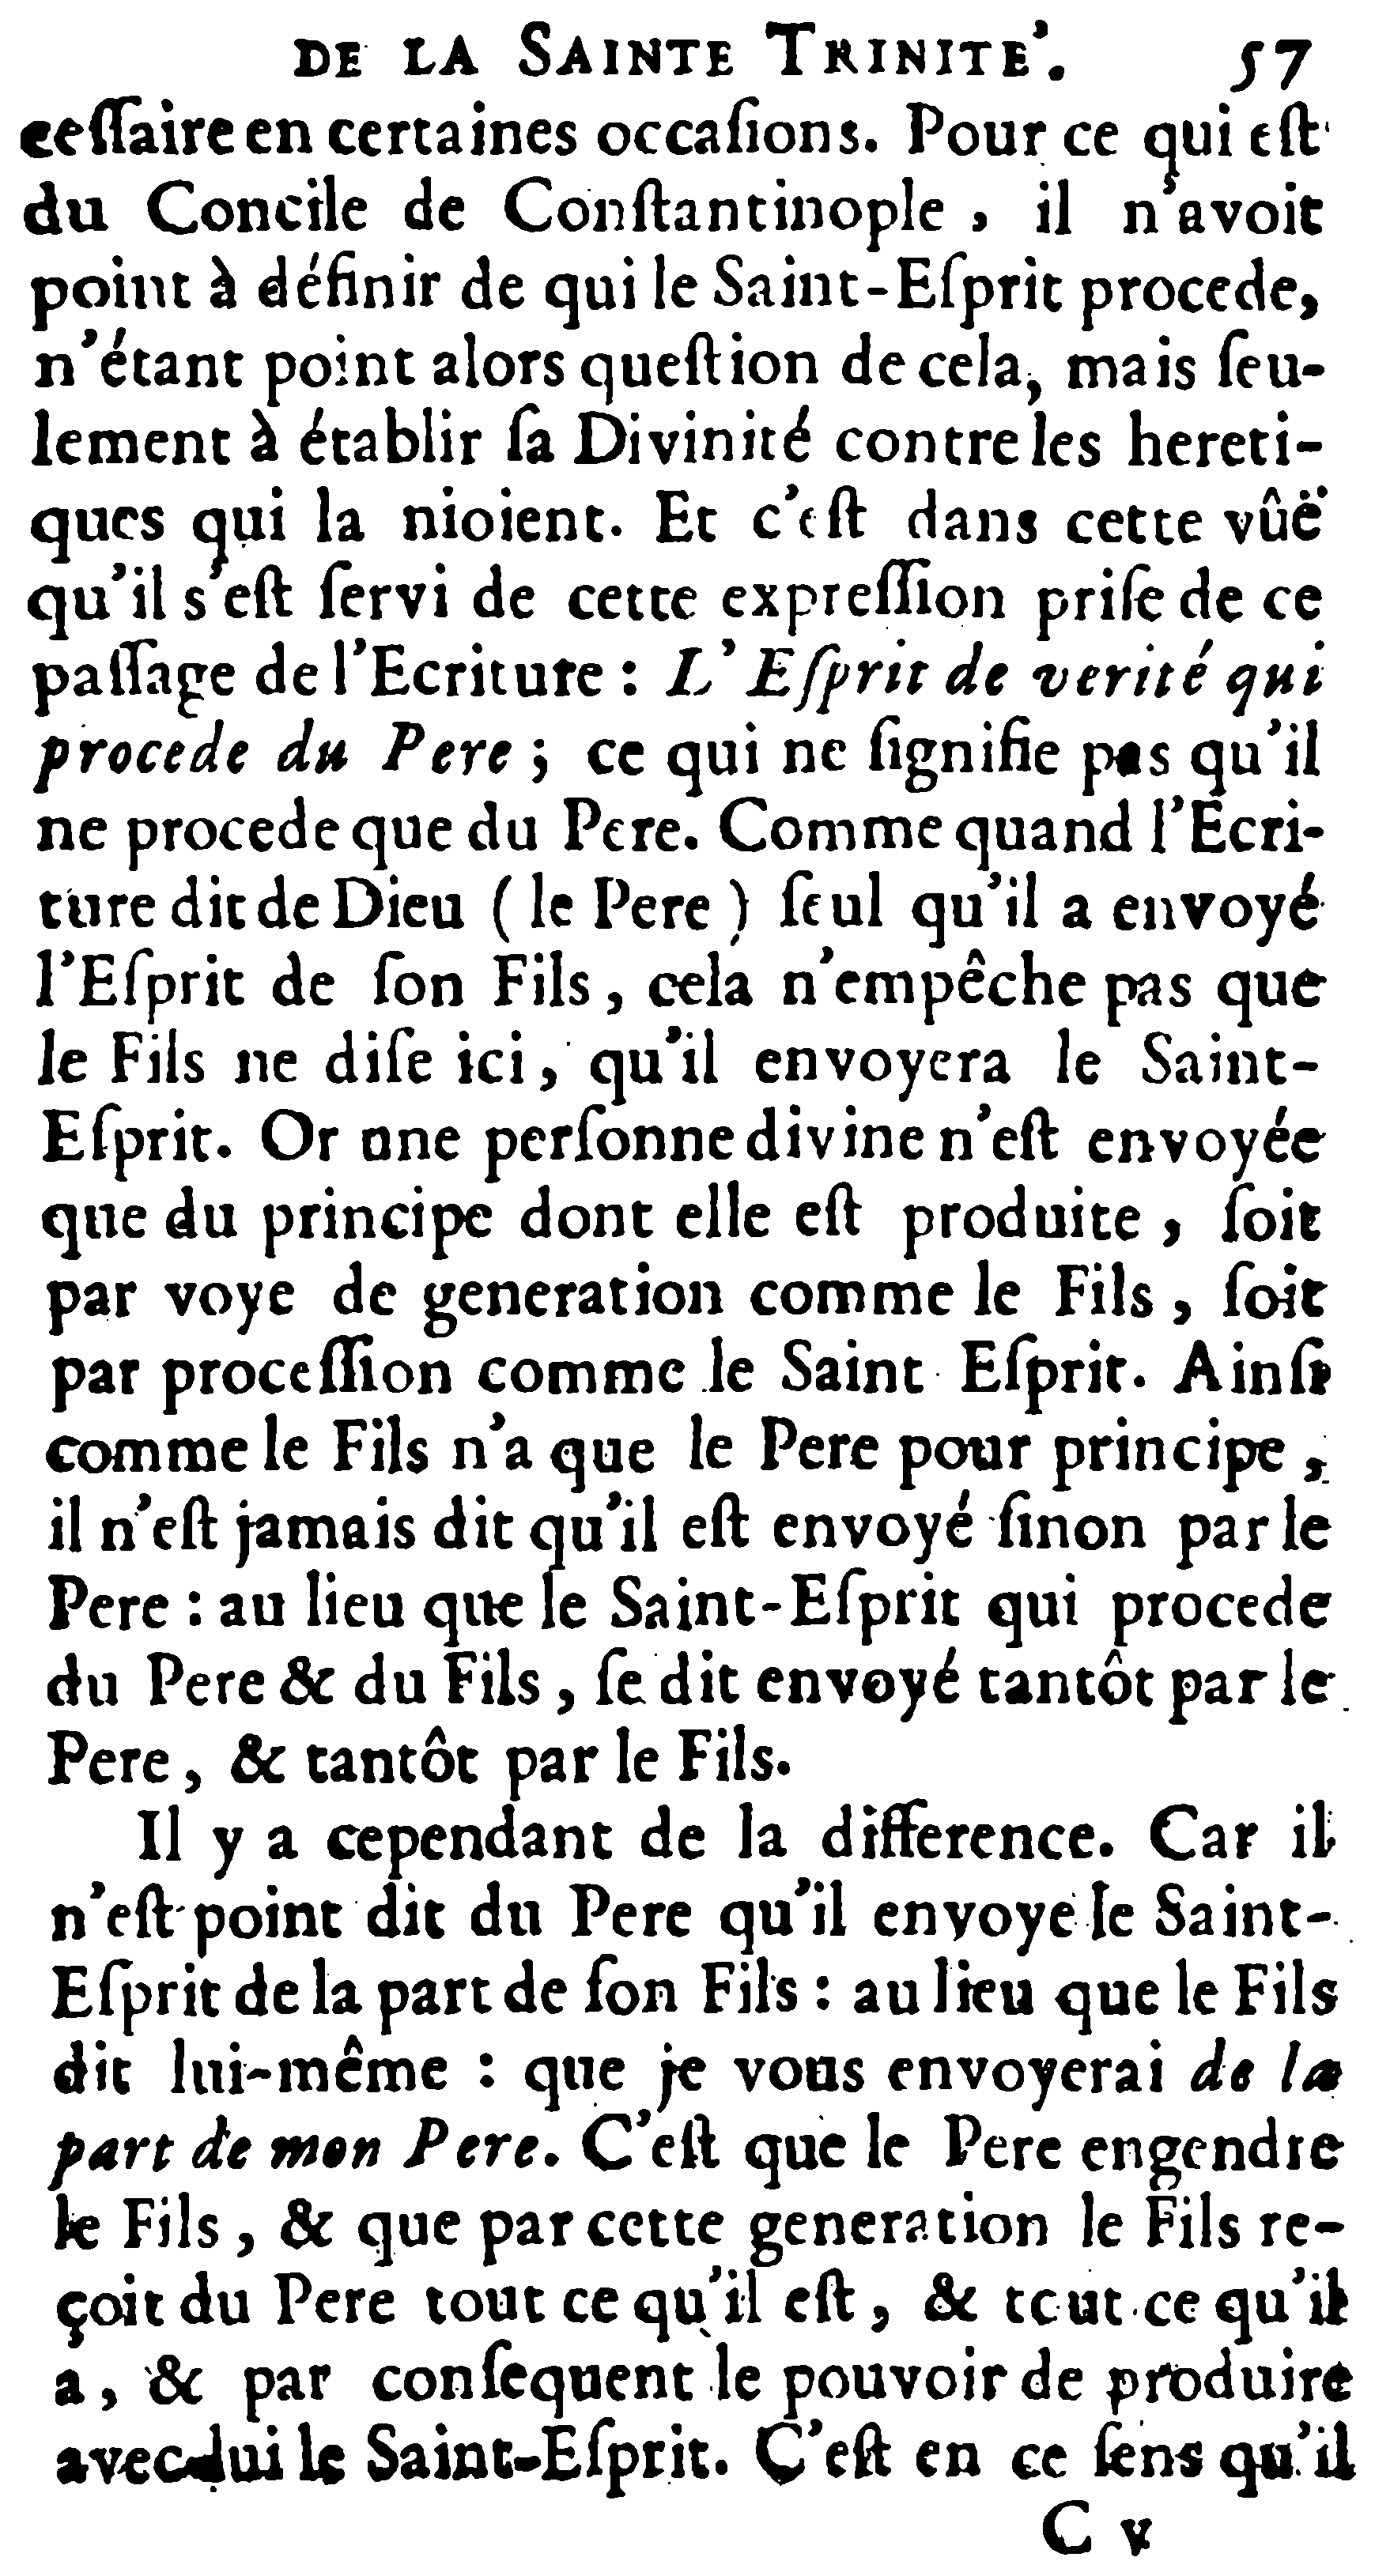 DE LA SAINTE TRINITE'. 57
ceſſaire en certaines occaſions. Pour ce qui eſt
du Concile de Conſtantinople, il n'avoit
point à définir de qui le Saint-Eſprit procede,
n'étant point alors queſtion de cela, mais ſeu-
lement à établir ſa Divinité contre les hereti-
ques qui la nioient. Et c'eſt dans cette vûë
qu'il s'eſt ſervi de cette expreſſion priſe de ce
paſſage de l'Ecriture : L'Eſprit de verité qui
procede du Pere ; ce qui ne ſignifie pas qu'il
ne procede que du Pere. Comme quand l'Ecri-
ture dit de Dieu ( le Pere ) ſeul qu'il a envoyé
l'Eſprit de ſon Fils, cela n'empêche pas que
le Fils ne diſe ici, qu'il envoyera le Saint-
Eſprit. Or une perſonne divine n'eſt envoyée
que du principe dont elle eſt produite, ſoit
par voye de generation comme le Fils, ſoit
par proceſſion comme le Saint Eſprit. Ainſi
comme le Fils n'a que le Pere pour principe,
il n'eſt jamais dit qu'il eſt envoyé ſinon par le
Pere : au lieu que le Saint-Eſprit qui procede
du Pere & du Fils, ſe dit envoyé tantôt par le
Pere, & tantôt par le Fils.
Il y a cependant de la difference. Car il
n'eſt point dit du Pere qu'il envoye le Saint-
Eſprit de la part de ſon Fils : au lieu que le Fils
dit lui-même : que je vous envoyerai de la
part de mon Pere. C'eſt que le Pere engendre
le Fils, & que par cette generation le Fils re-
çoit du Pere tout ce qu'il eſt, & tout ce qu'il
a, & par conſequent le pouvoir de produire
avec lui le Saint-Eſprit. C'eſt en ce ſens qu'il
C v